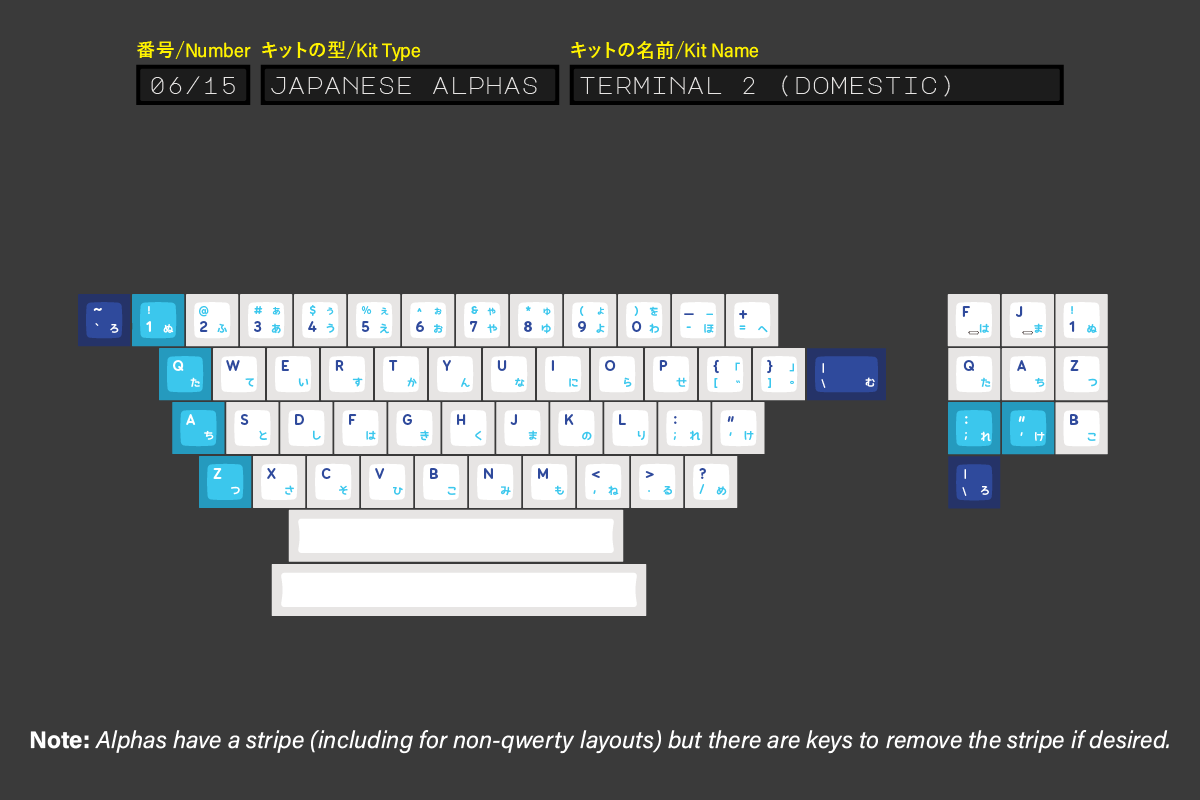 番号/Number キットの型/Kit Type キットの名前/Kit Name
06/15 JAPANESE ALPHAS TERMINAL 2 (DOMESTIC)
~ ! @ # ぁ $ ぅ % ぇ ^ ぉ & ゃ * ゅ ( ょ ) を — – + F J !
` ろ 1 ぬ 2 ふ 3 あ 4 う 5 え 6 お 7 や 8 ゆ 9 よ 0 わ - ほ = へ は ま 1 ぬ
Q W E R T Y U I O P { 「 } 」 | Q A Z
た て い す か ん な に ら せ [ ゛ ] ゜ \ む た ち つ
A S D F G H J K L : " : " B
ち と し は き く ま の り ; れ ' け ; れ ' け こ
Z X C V B N M < > ? |
つ さ そ ひ こ み も , ね . る / め \ ろ
Note: Alphas have a stripe (including for non-qwerty layouts) but there are keys to remove the stripe if desired.